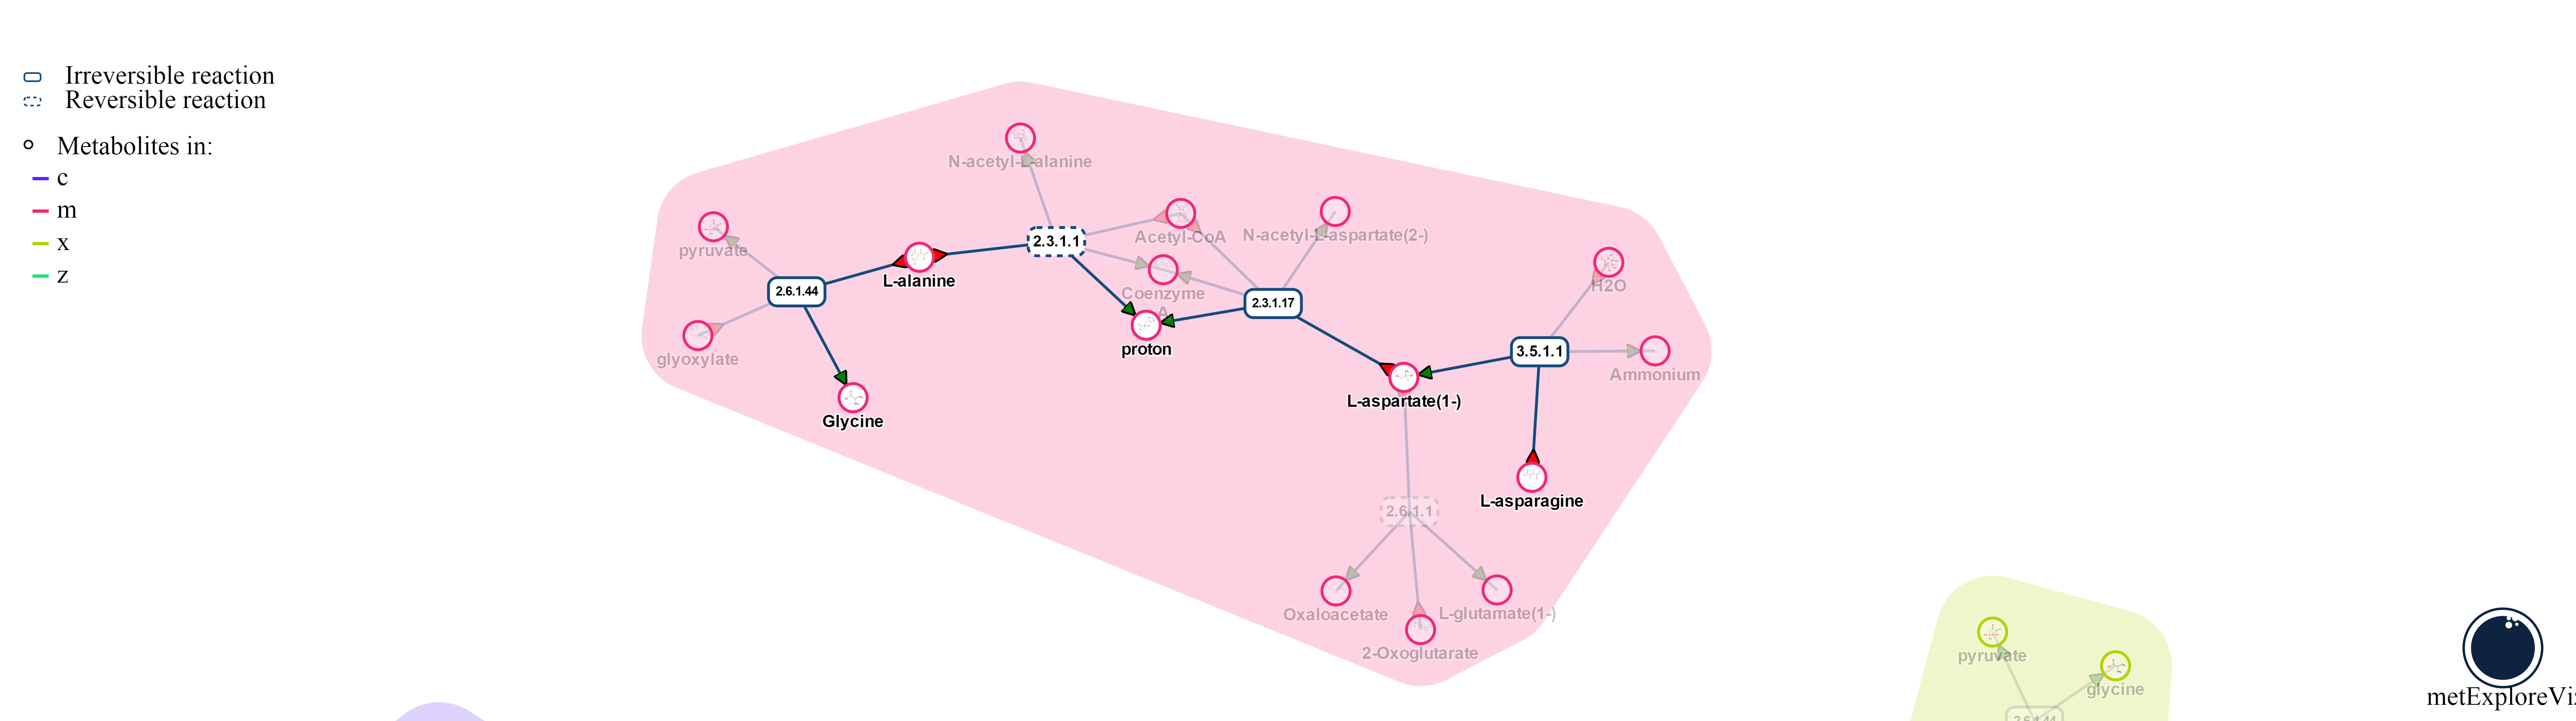 Irreversible reaction
Reversible reaction
Metabolites in:
c
m
x
z
N-acetyl-L-alanine
pyruvate
2.3.1.1
Acetyl-CoA
N-acetyl-L-aspartate(2-)
L-alanine
2.6.1.44
Coenzyme
A
2.3.1.17
H2O
glyoxylate
proton
3.5.1.1
Ammonium
Glycine
L-aspartate(1-)
L-asparagine
2.6.1.1
Oxaloacetate
L-glutamate(1-)
2-Oxoglutarate
pyruvate
glycine
2.6.1.44
metExploreViz